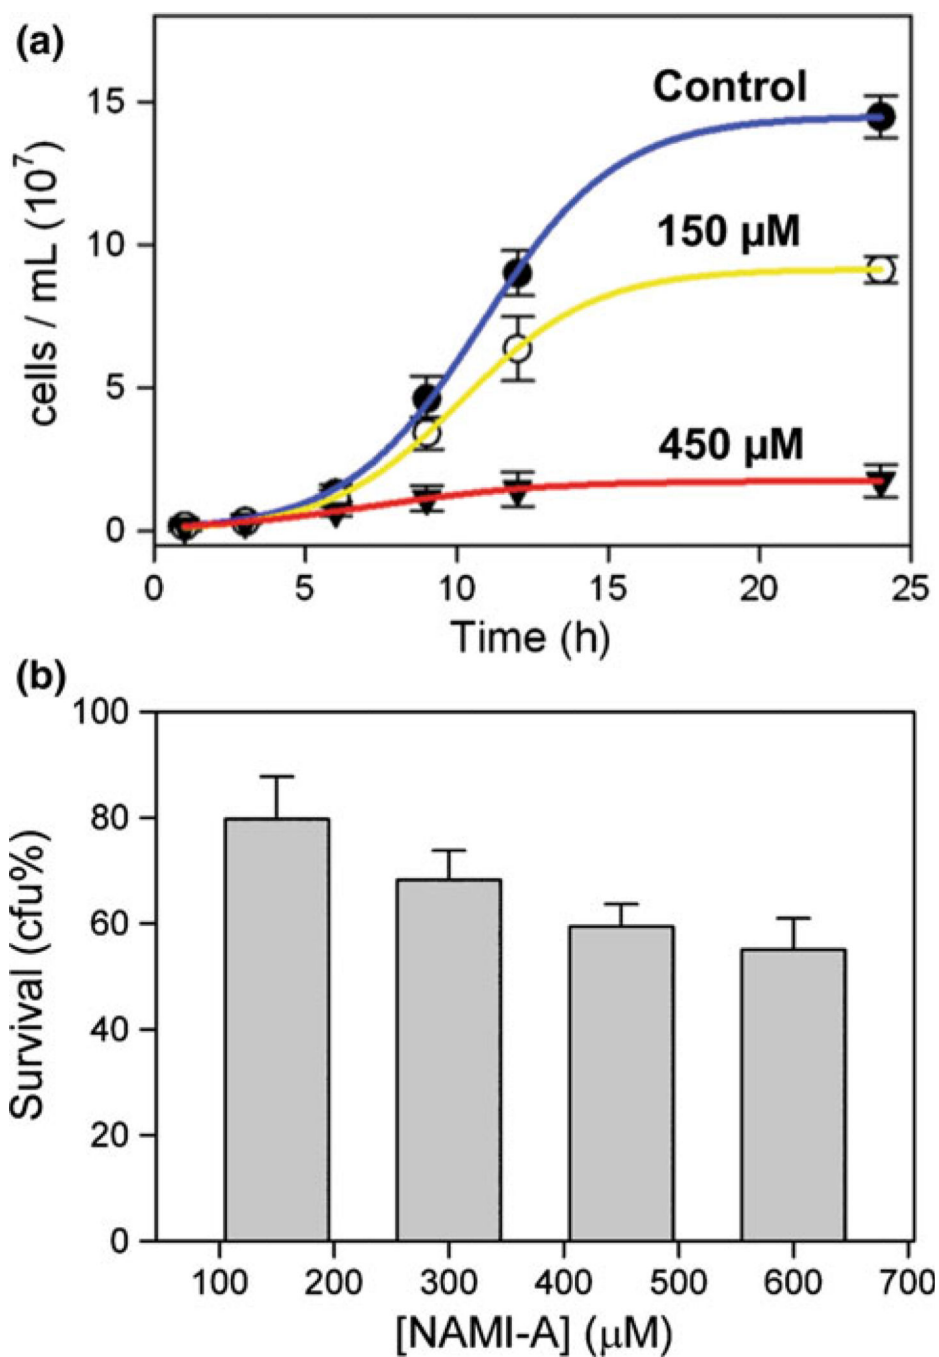 (a)
Control
150 µM
450 µM
cells / mL (10⁷)
15
10
5
0
0 5 10 15 20 25
Time (h)
(b)
Survival (cfu%)
100
80
60
40
20
0
100 200 300 400 500 600 700
[NAMI-A] (µM)